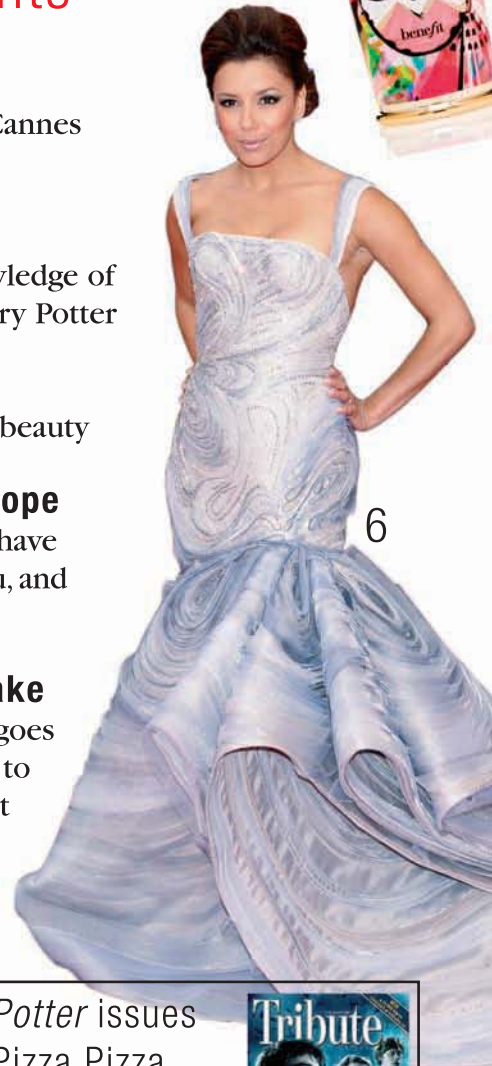 nts
benefit
Cannes
wledge of
ry Potter
beauty
ope
have
u, and
6
ake
goes
to
t
Potter issues
Pizza Pizza
Tribute